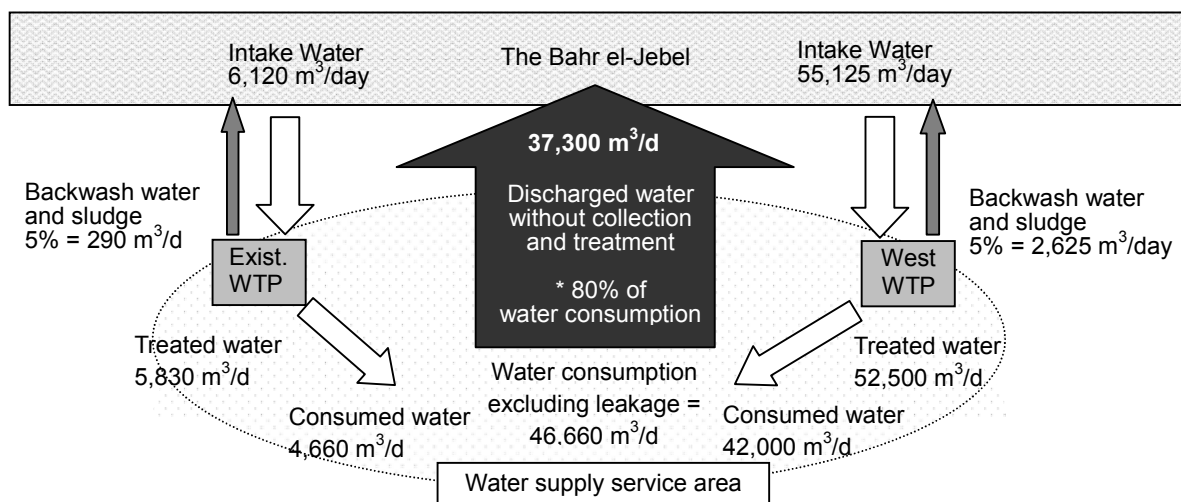 Intake Water
6,120 m³/day
The Bahr el-Jebel
Intake Water
55,125 m³/day
37,300 m³/d
Discharged water
without collection
and treatment
* 80% of
water consumption
Backwash water
and sludge
5% = 290 m³/d
Backwash water
and sludge
5% = 2,625 m³/day
Exist.
WTP
West
WTP
Treated water
5,830 m³/d
Treated water
52,500 m³/d
Consumed water
4,660 m³/d
Water consumption
excluding leakage =
46.660 m³/d
Consumed water
42,000 m³/d
Water supply service area